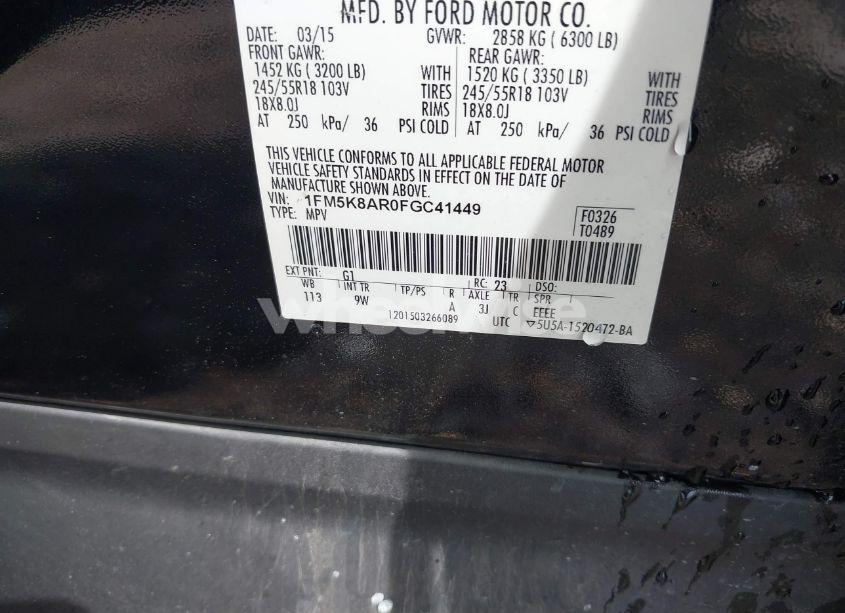 MFD. BY FORD MOTOR CO.
DATE: 03/15 GVWR: 2858 KG ( 6300 LB)
FRONT GAWR: REAR GAWR:
1452 KG ( 3200 LB) WITH 1520 KG ( 3350 LB) WITH
245/55R18 103V TIRES 245/55R18 103V TIRES
18X8.0J RIMS 18X8.0J RIMS
AT 250 kPa/ 36 PSI COLD AT 250 kPa/ 36 PSI COLD
THIS VEHICLE CONFORMS TO ALL APPLICABLE FEDERAL MOTOR
VEHICLE SAFETY STANDARDS IN EFFECT ON THE DATE OF
MANUFACTURE SHOWN ABOVE.
VIN: 1FM5K8AR0FGC41449 F0326
TYPE: MPV T0489
EXT PNT: G1 RC: 23 DSO:
WB INT TR TP/PS R AXLE TR SPR
113 9W A 3J C EEEE
1201503266089 UTC ▽5U5A-1520472-BA
wheelwise